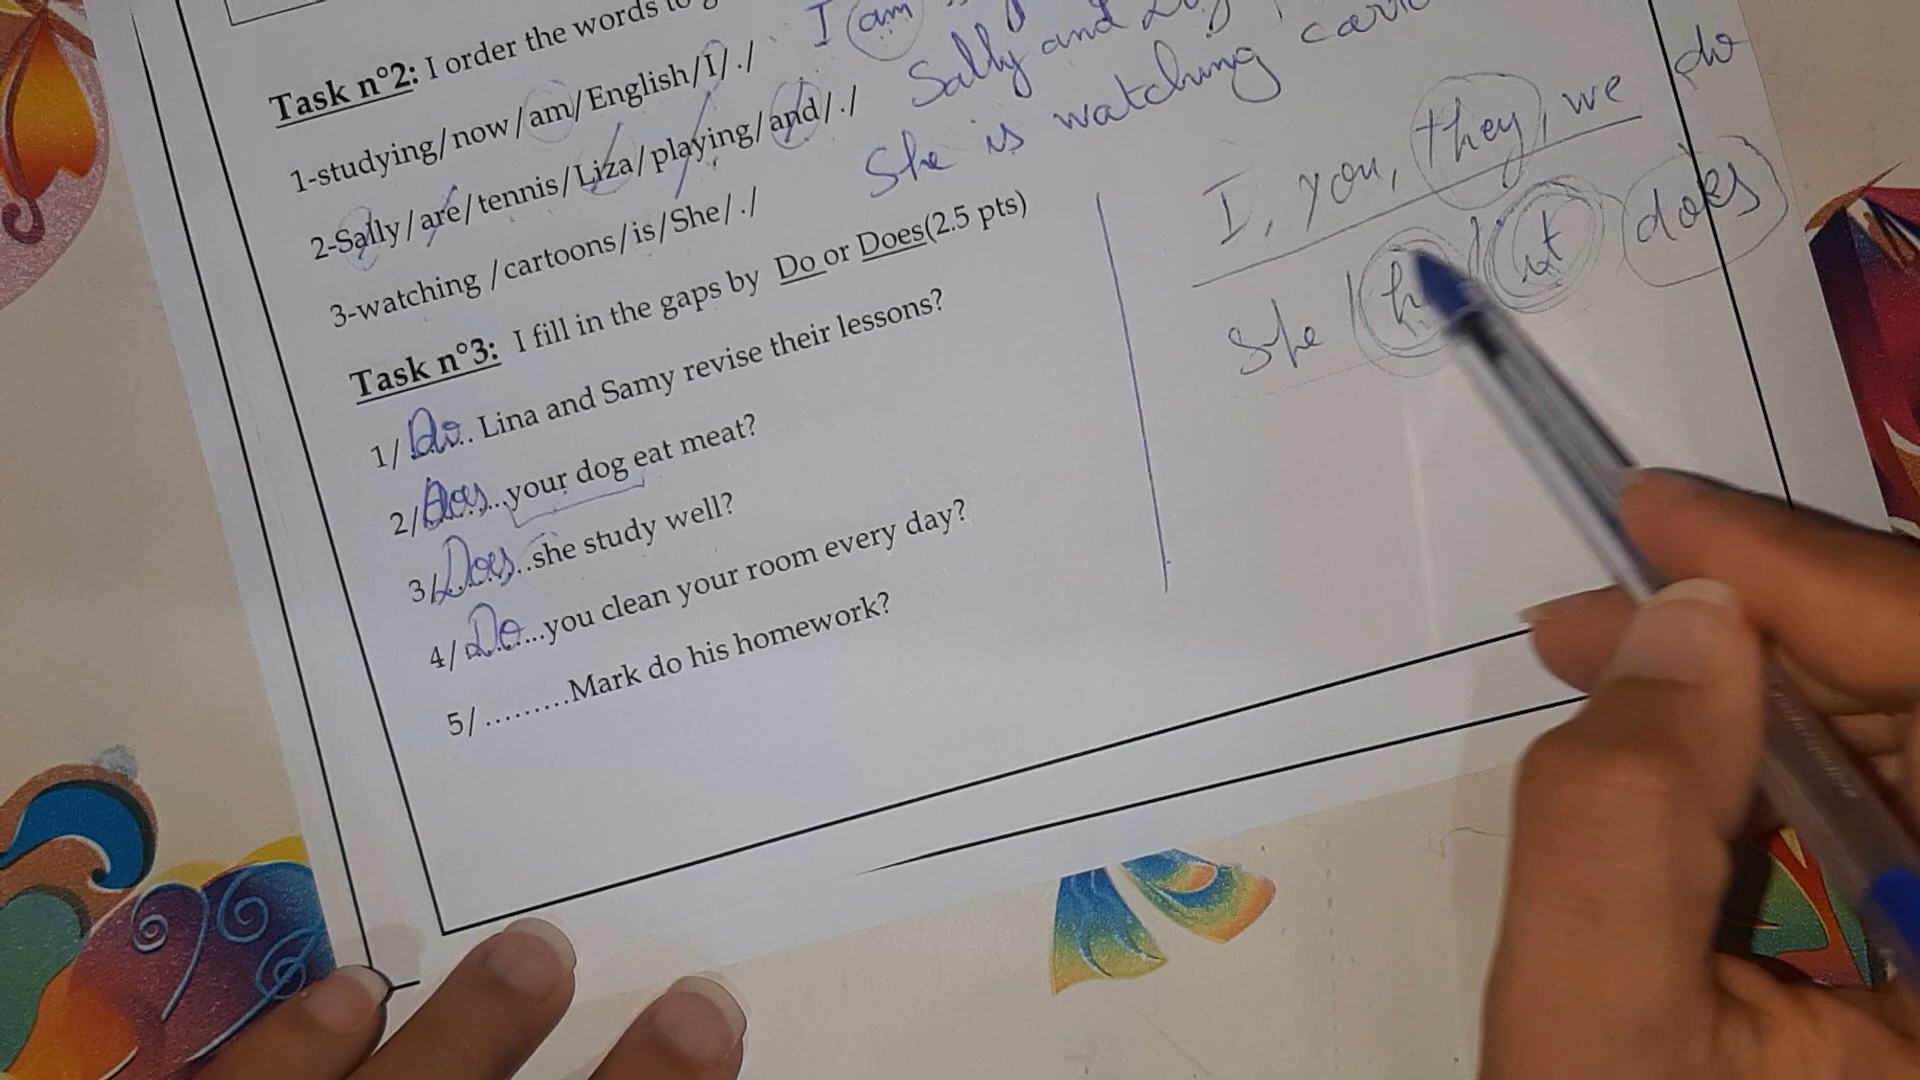 Task n°2: I order the words to
1-studying/ now /am/ English/I/ ./ I am
2-Sally/are/tennis/Liza/playing/and/ ./ Sally and
3-watching /cartoons/is/She/ ./ She is watching
Task n°3: I fill in the gaps by Do or Does(2.5 pts)
1/ Do.. Lina and Samy revise their lessons?
2/ Does...your dog eat meat?
3/ Does..she study well?
4/ Do...you clean your room every day?
5/ .........Mark do his homework?
I, you, they, we do
She / / it does